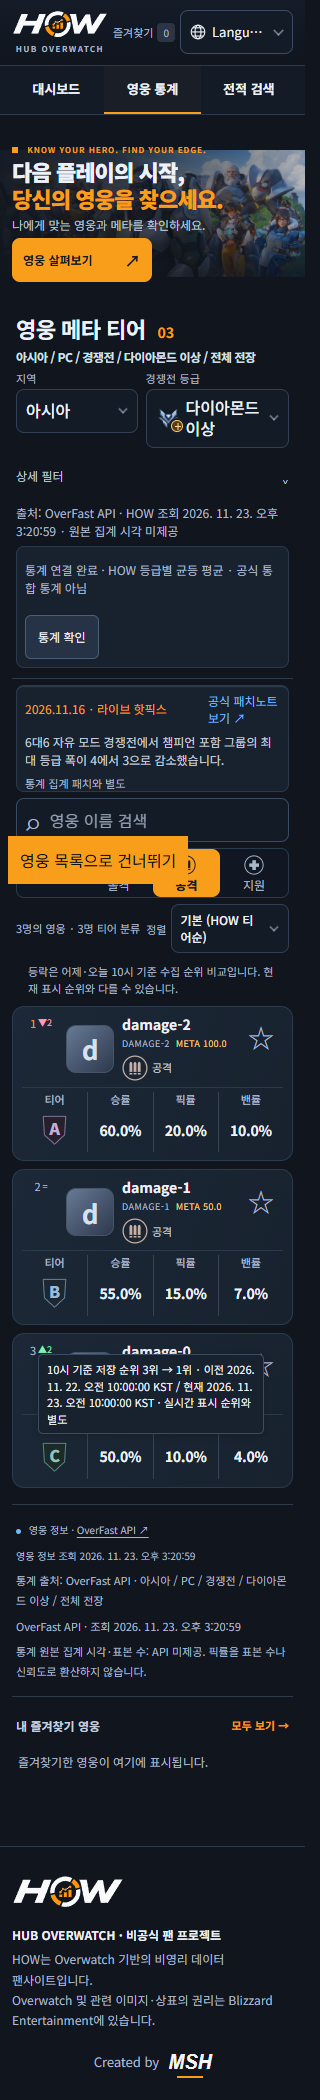 HOW
HUB OVERWATCH
즐겨찾기 0
Langu…
대시보드
영웅 통계
전적 검색
KNOW YOUR HERO. FIND YOUR EDGE.
다음 플레이의 시작,
당신의 영웅을 찾으세요.
나에게 맞는 영웅과 메타를 확인하세요.
영웅 살펴보기 ↗
영웅 메타 티어 03
아시아 / PC / 경쟁전 / 다이아몬드 이상 / 전체 전장
지역
경쟁전 등급
아시아
다이아몬드
이상
상세 필터
출처: OverFast API · HOW 조회 2026. 11. 23. 오후
3:20:59 · 원본 집계 시각 미제공
통계 연결 완료 · HOW 등급별 균등 평균 · 공식 통
합 통계 아님
통계 확인
2026.11.16 · 라이브 핫픽스
공식 패치노트
보기 ↗
6대6 자유 모드 경쟁전에서 챔피언 포함 그룹의 최
대 등급 폭이 4에서 3으로 감소했습니다.
통계 집계 패치와 별도
영웅 이름 검색
영웅 목록으로 건너뛰기
돌격
공격
지원
3명의 영웅 · 3명 티어 분류
정렬
기본 (HOW 티
어순)
등락은 어제·오늘 10시 기준 수집 순위 비교입니다. 현
재 표시 순위와 다를 수 있습니다.
1 ▼2
d
damage-2
DAMAGE-2 META 100.0
공격
☆
티어 승률 픽률 밴률
A 60.0% 20.0% 10.0%
2 =
d
damage-1
DAMAGE-1 META 50.0
공격
☆
티어 승률 픽률 밴률
B 55.0% 15.0% 7.0%
3 ▲2
damage-0
10시 기준 저장 순위 3위 → 1위 · 이전 2026.
11. 22. 오전 10:00:00 KST / 현재 2026. 11.
23. 오전 10:00:00 KST · 실시간 표시 순위와
별도
C 50.0% 10.0% 4.0%
영웅 정보 · OverFast API ↗
영웅 정보 조회 2026. 11. 23. 오후 3:20:59
통계 출처: OverFast API · 아시아 / PC / 경쟁전 / 다이아몬
드 이상 / 전체 전장
OverFast API · 조회 2026. 11. 23. 오후 3:20:59
통계 원본 집계 시각·표본 수: API 미제공. 픽률을 표본 수나
신뢰도로 환산하지 않습니다.
내 즐겨찾기 영웅
모두 보기 →
즐겨찾기한 영웅이 여기에 표시됩니다.
HOW
HUB OVERWATCH · 비공식 팬 프로젝트
HOW는 Overwatch 기반의 비영리 데이터
팬사이트입니다.
Overwatch 및 관련 이미지·상표의 권리는 Blizzard
Entertainment에 있습니다.
Created by MSH